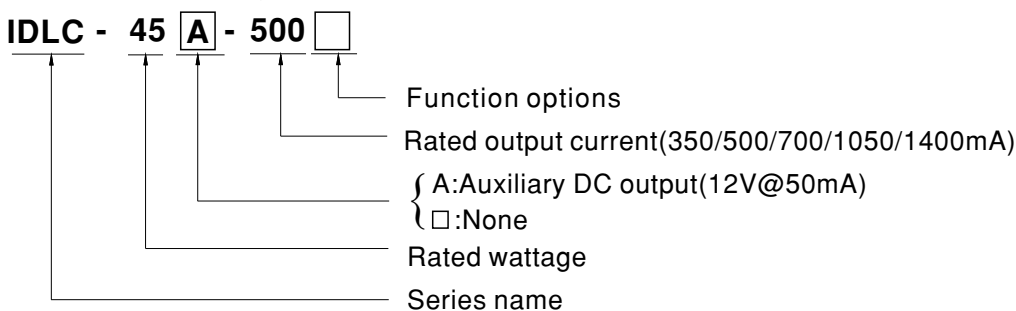 IDLC - 45 A - 500
Function options
Rated output current(350/500/700/1050/1400mA)
A:Auxiliary DC output(12V@50mA)
□:None
Rated wattage
Series name